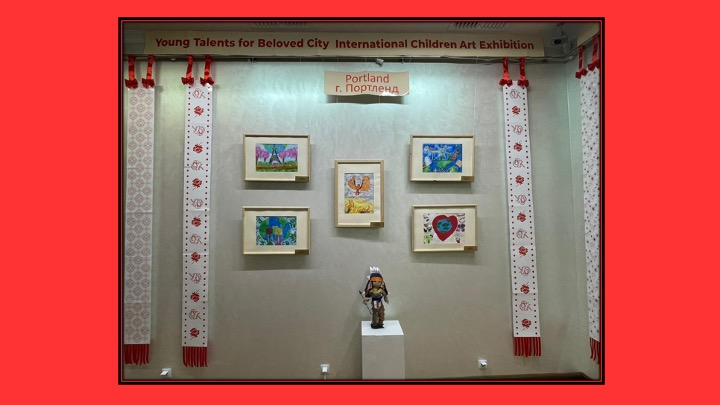 Young Talents for Beloved City International Children Art Exhibition
Portland
г. Портленд